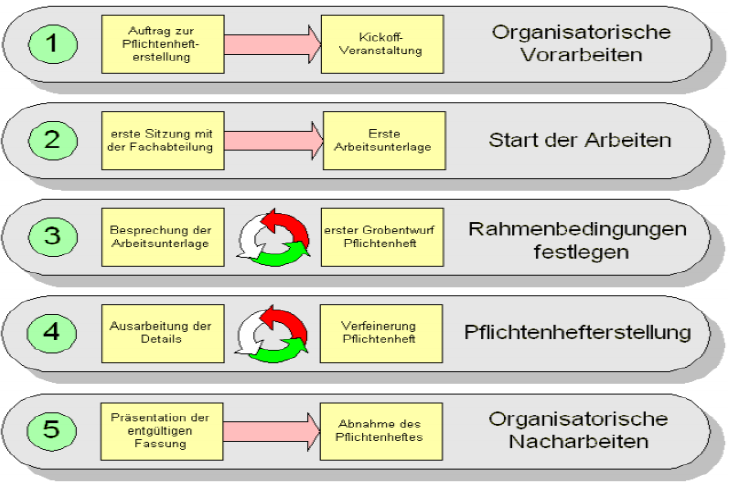 1
Auftrag zur
Pflichtenheft-
erstellung
Kickoff-
Veranstaltung
Organisatorische
Vorarbeiten
2
erste Sitzung mit
der Fachabteilung
Erste
Arbeitsunterlage
Start der Arbeiten
3
Besprechung der
Arbeitsunterlage
erster Grobentwurf
Pflichtenheft
Rahmenbedingungen
festlegen
4
Ausarbeitung der
Details
Verfeinerung
Pflichtenheft
Pflichtenhefterstellung
5
Präsentation der
entgültigen
Fassung
Abnahme des
Pflichtenheftes
Organisatorische
Nacharbeiten